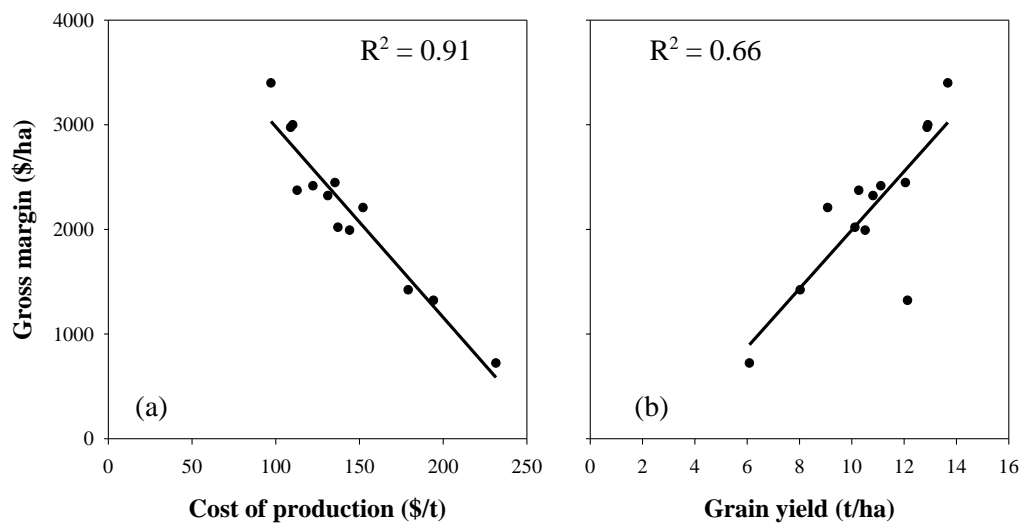 4000
3000
2000
1000
0
Gross margin ($/ha)
R² = 0.91
(a)
0 50 100 150 200 250
Cost of production ($/t)
R² = 0.66
(b)
0 2 4 6 8 10 12 14 16
Grain yield (t/ha)